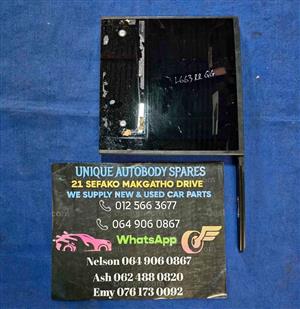 L663 RR QG
UNIQUE AUTOBODY SPARES
21 SEFAKO MAKGATHO DRIVE
WE SUPPLY NEW & USED CAR PARTS
012 566 3677
064 906 0867
WhatsApp
Nelson 064 906 0867
Ash 062 488 0820
Emy 076 173 0092